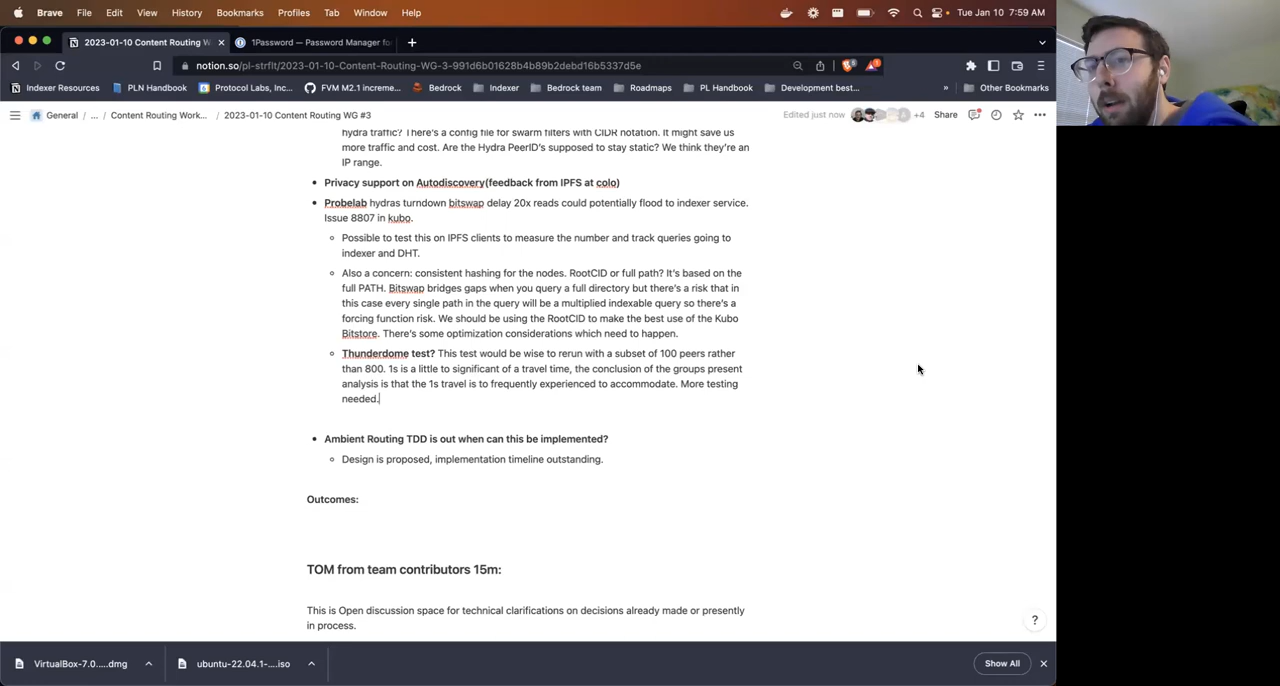 Brave File Edit View History Bookmarks Profiles Tab Window Help Tue Jan 10 7:59 AM
2023-01-10 Content Routing W 1Password — Password Manager fo
notion.so/pl-strflt/2023-01-10-Content-Routing-WG-3-991d6b01628b4b89b2debd16b5337d5e
Indexer Resources PLN Handbook Protocol Labs, Inc... FVM M2.1 increme... Bedrock Indexer Bedrock team Roadmaps PL Handbook Development best... » Other Bookmarks
General / ... / Content Routing Work... / 2023-01-10 Content Routing WG #3 Edited just now +4 Share
hydra traffic? There's a config file for swarm filters with CIDR notation. It might save us
more traffic and cost. Are the Hydra PeerID's supposed to stay static? We think they're an
IP range.
• Privacy support on Autodiscovery(feedback from IPFS at colo)
• Probelab hydras turndown bitswap delay 20x reads could potentially flood to indexer service.
Issue 8807 in kubo.
◦ Possible to test this on IPFS clients to measure the number and track queries going to
indexer and DHT.
◦ Also a concern: consistent hashing for the nodes. RootCID or full path? It's based on the
full PATH. Bitswap bridges gaps when you query a full directory but there's a risk that in
this case every single path in the query will be a multiplied indexable query so there's a
forcing function risk. We should be using the RootCID to make the best use of the Kubo
Bitstore. There's some optimization considerations which need to happen.
◦ Thunderdome test? This test would be wise to rerun with a subset of 100 peers rather
than 800. 1s is a little to significant of a travel time, the conclusion of the groups present
analysis is that the 1s travel is to frequently experienced to accommodate. More testing
needed.
• Ambient Routing TDD is out when can this be implemented?
◦ Design is proposed, implementation timeline outstanding.
Outcomes:
TOM from team contributors 15m:
This is Open discussion space for technical clarifications on decisions already made or presently
in process.
?
VirtualBox-7.0.....dmg ubuntu-22.04.1-....iso Show All